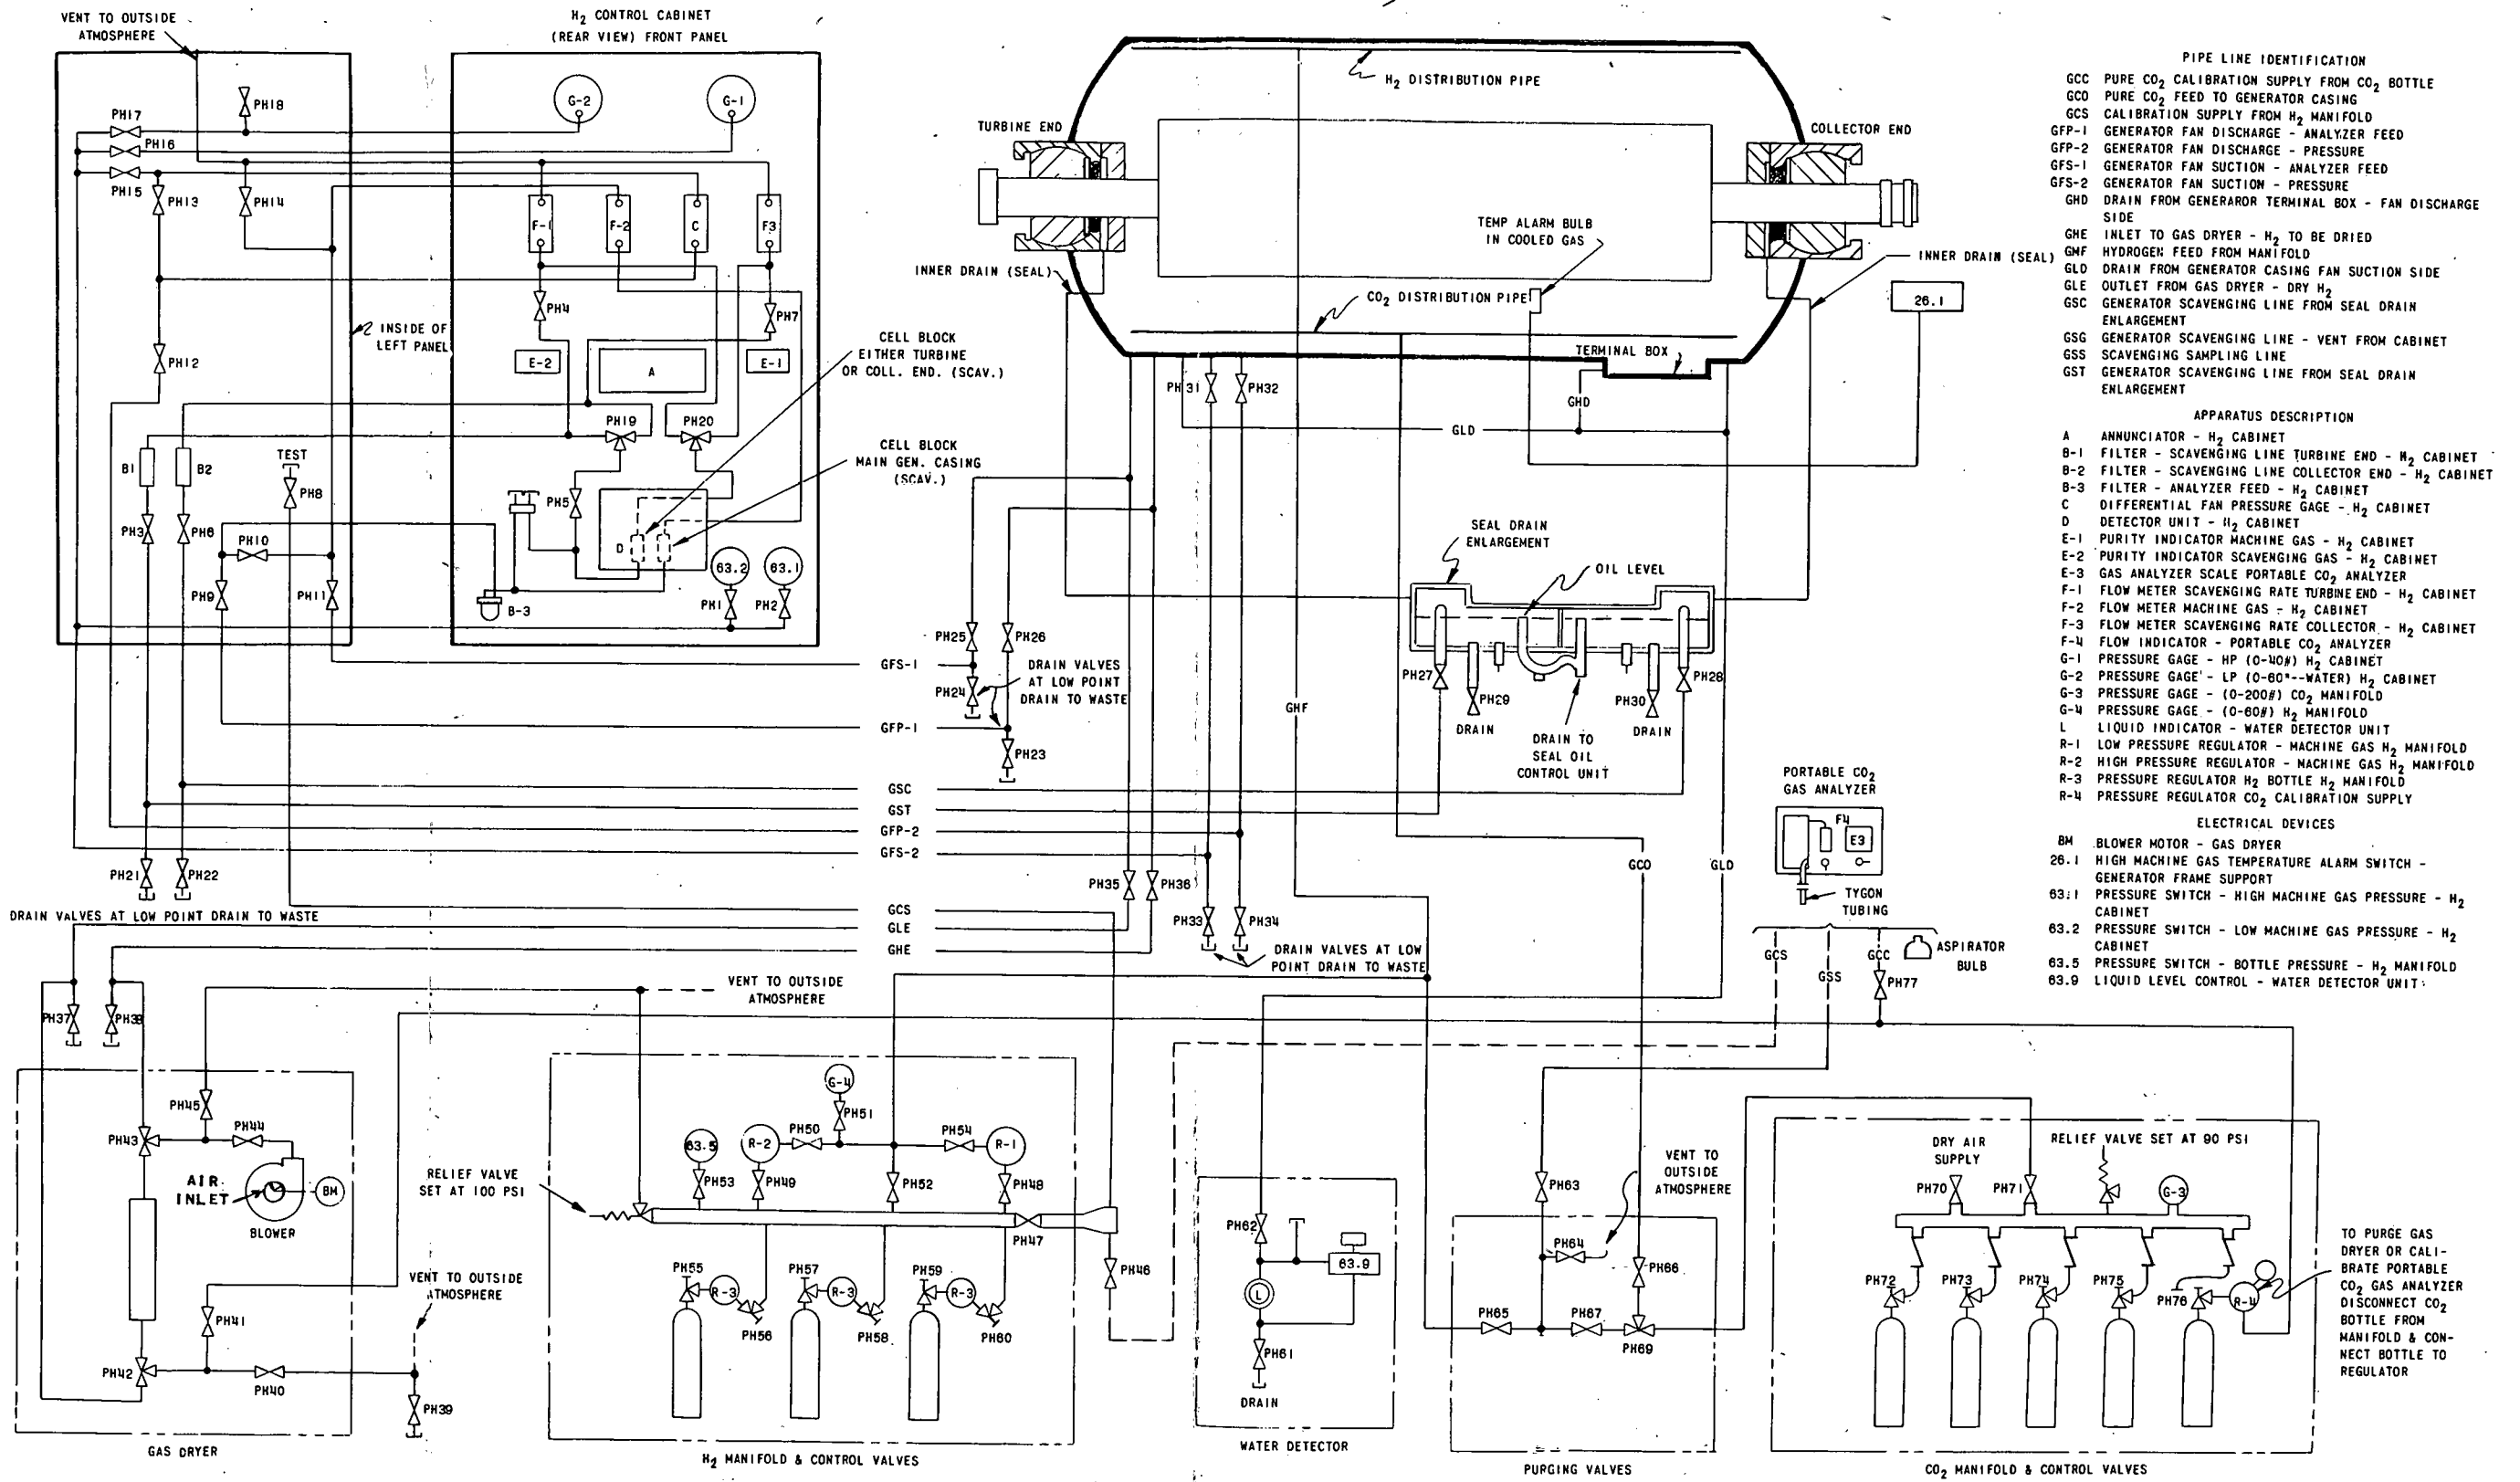 VENT TO OUTSIDE
ATMOSPHERE
H2 CONTROL CABINET
(REAR VIEW) FRONT PANEL
PH17
PH18
PH16
PH15
PH13
PH14
G-2
G-1
F-1
F-2
C
F3
PH4
PH7
INSIDE OF
LEFT PANEL
PH12
E-2
A
E-1
CELL BLOCK
EITHER TURBINE
OR COLL. END. (SCAV.)
PH19
PH20
B1
B2
TEST
PH8
CELL BLOCK
MAIN GEN. CASING
(SCAV.)
PH3
PH6
PH10
PH5
D
PH9
PH11
B-3
63.2
63.1
PH1
PH2
H2 DISTRIBUTION PIPE
TURBINE END
COLLECTOR END
TEMP ALARM BULB
IN COOLED GAS
INNER DRAIN (SEAL)
INNER DRAIN (SEAL)
CO2 DISTRIBUTION PIPE
26.1
TERMINAL BOX
PH31
PH32
GHD
GLD
SEAL DRAIN
ENLARGEMENT
OIL LEVEL
PH25
PH26
GFS-1
PH24
DRAIN VALVES
AT LOW POINT
DRAIN TO WASTE
GFP-1
PH23
GHF
PH27
PH28
PH29
PH30
DRAIN
DRAIN
DRAIN TO
SEAL OIL
CONTROL UNIT
GSC
GST
GFP-2
GFS-2
PH21
PH22
DRAIN VALVES AT LOW POINT DRAIN TO WASTE
GCS
GLE
GHE
PH35
PH36
PH33
PH34
DRAIN VALVES AT LOW
POINT DRAIN TO WASTE
GCO
GLD
PORTABLE CO2
GAS ANALYZER
F4
E3
TYGON
TUBING
GCS
GSS
GCC
ASPIRATOR
BULB
PH77
PIPE LINE IDENTIFICATION
GCC PURE CO2 CALIBRATION SUPPLY FROM CO2 BOTTLE
GCO PURE CO2 FEED TO GENERATOR CASING
GCS CALIBRATION SUPPLY FROM H2 MANIFOLD
GFP-1 GENERATOR FAN DISCHARGE - ANALYZER FEED
GFP-2 GENERATOR FAN DISCHARGE - PRESSURE
GFS-1 GENERATOR FAN SUCTION - ANALYZER FEED
GFS-2 GENERATOR FAN SUCTION - PRESSURE
GHD DRAIN FROM GENERAROR TERMINAL BOX - FAN DISCHARGE
SIDE
GHE INLET TO GAS DRYER - H2 TO BE DRIED
GMF HYDROGEN FEED FROM MANIFOLD
GLD DRAIN FROM GENERATOR CASING FAN SUCTION SIDE
GLE OUTLET FROM GAS DRYER - DRY H2
GSC GENERATOR SCAVENGING LINE FROM SEAL DRAIN
ENLARGEMENT
GSG GENERATOR SCAVENGING LINE - VENT FROM CABINET
GSS SCAVENGING SAMPLING LINE
GST GENERATOR SCAVENGING LINE FROM SEAL DRAIN
ENLARGEMENT
APPARATUS DESCRIPTION
A ANNUNCIATOR - H2 CABINET
B-1 FILTER - SCAVENGING LINE TURBINE END - H2 CABINET
B-2 FILTER - SCAVENGING LINE COLLECTOR END - H2 CABINET
B-3 FILTER - ANALYZER FEED - H2 CABINET
C DIFFERENTIAL FAN PRESSURE GAGE - H2 CABINET
D DETECTOR UNIT - H2 CABINET
E-1 PURITY INDICATOR MACHINE GAS - H2 CABINET
E-2 PURITY INDICATOR SCAVENGING GAS - H2 CABINET
E-3 GAS ANALYZER SCALE PORTABLE CO2 ANALYZER
F-1 FLOW METER SCAVENGING RATE TURBINE END - H2 CABINET
F-2 FLOW METER MACHINE GAS - H2 CABINET
F-3 FLOW METER SCAVENGING RATE COLLECTOR - H2 CABINET
F-4 FLOW INDICATOR - PORTABLE CO2 ANALYZER
G-1 PRESSURE GAGE - HP (0-40#) H2 CABINET
G-2 PRESSURE GAGE - LP (0-60"--WATER) H2 CABINET
G-3 PRESSURE GAGE - (0-200#) CO2 MANIFOLD
G-4 PRESSURE GAGE - (0-60#) H2 MANIFOLD
L LIQUID INDICATOR - WATER DETECTOR UNIT
R-1 LOW PRESSURE REGULATOR - MACHINE GAS H2 MANIFOLD
R-2 HIGH PRESSURE REGULATOR - MACHINE GAS H2 MANIFOLD
R-3 PRESSURE REGULATOR H2 BOTTLE H2 MANIFOLD
R-4 PRESSURE REGULATOR CO2 CALIBRATION SUPPLY
ELECTRICAL DEVICES
BM BLOWER MOTOR - GAS DRYER
26.1 HIGH MACHINE GAS TEMPERATURE ALARM SWITCH -
GENERATOR FRAME SUPPORT
63.1 PRESSURE SWITCH - HIGH MACHINE GAS PRESSURE - H2
CABINET
63.2 PRESSURE SWITCH - LOW MACHINE GAS PRESSURE - H2
CABINET
63.5 PRESSURE SWITCH - BOTTLE PRESSURE - H2 MANIFOLD
63.9 LIQUID LEVEL CONTROL - WATER DETECTOR UNIT
PH37
PH38
VENT TO OUTSIDE
ATMOSPHERE
PH45
PH43
PH44
AIR
INLET
BM
BLOWER
PH41
PH42
PH40
VENT TO OUTSIDE
ATMOSPHERE
PH39
GAS DRYER
RELIEF VALVE
SET AT 100 PSI
G-4
PH51
63.5
R-2
PH50
PH54
R-1
PH53
PH49
PH52
PH48
PH47
PH46
PH55
R-3
PH56
PH57
R-3
PH58
PH59
R-3
PH60
H2 MANIFOLD & CONTROL VALVES
PH62
63.9
L
PH61
DRAIN
WATER DETECTOR
PH63
VENT TO
OUTSIDE
ATMOSPHERE
PH64
PH66
PH65
PH67
PH69
PURGING VALVES
DRY AIR
SUPPLY
RELIEF VALVE SET AT 90 PSI
PH70
PH71
G-3
PH72
PH73
PH74
PH75
PH76
R-4
TO PURGE GAS
DRYER OR CALI-
BRATE PORTABLE
CO2 GAS ANALYZER
DISCONNECT CO2
BOTTLE FROM
MANIFOLD & CON-
NECT BOTTLE TO
REGULATOR
CO2 MANIFOLD & CONTROL VALVES